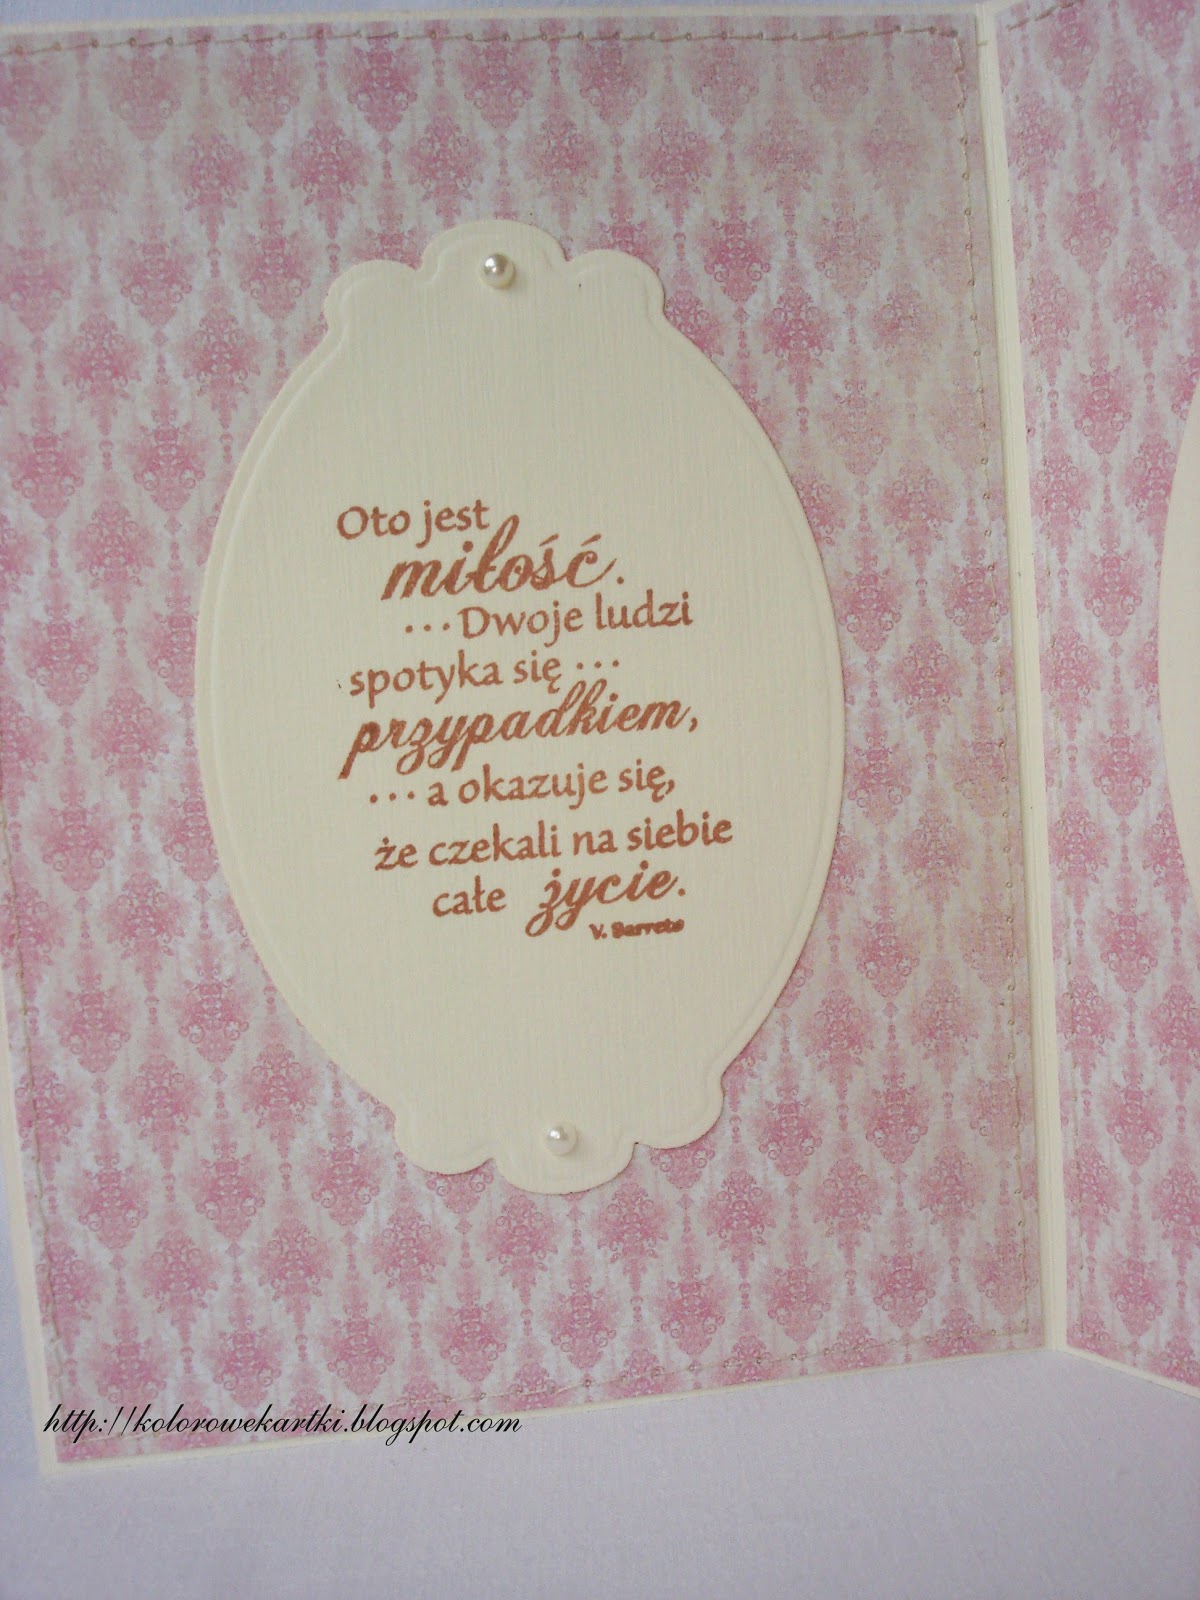 Oto jest
miłość.
...Dwoje ludzi
spotyka się...
przypadkiem,
...a okazuje się,
że czekali na siebie
całe życie.
V. Barreto
http://kolorowekartki.blogspot.com